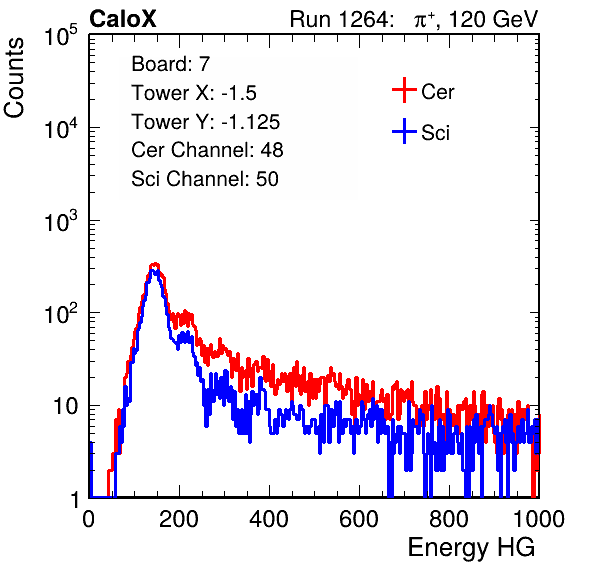 CaloX Run 1264: π⁺, 120 GeV
Counts
10⁵
10⁴
10³
10²
10
1
Board: 7
Tower X: -1.5
Tower Y: -1.125
Cer Channel: 48
Sci Channel: 50
Cer
Sci
0 200 400 600 800 1000
Energy HG